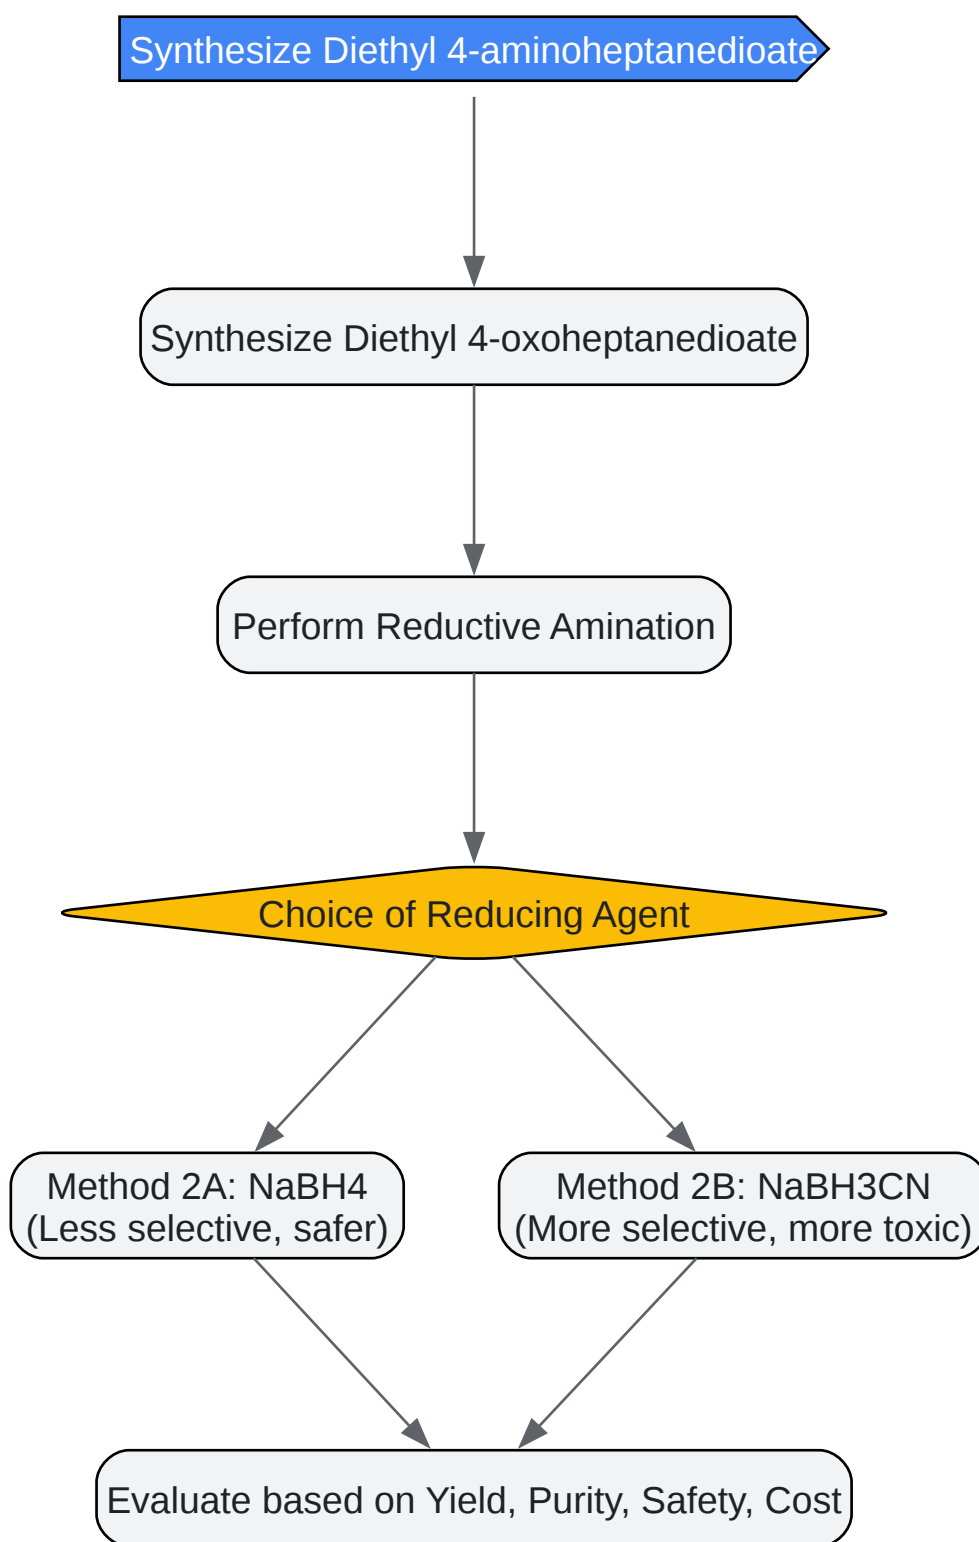 Synthesize Diethyl 4-aminoheptanedioate
Synthesize Diethyl 4-oxoheptanedioate
Perform Reductive Amination
Choice of Reducing Agent
Method 2A: NaBH4
(Less selective, safer)
Method 2B: NaBH3CN
(More selective, more toxic)
Evaluate based on Yield, Purity, Safety, Cost